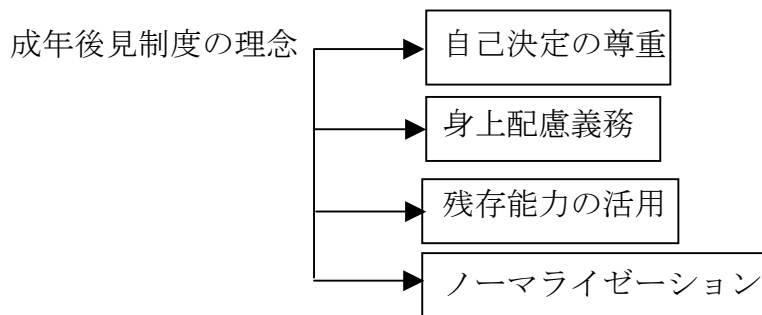 成年後見制度の理念
自己決定の尊重
身上配慮義務
残存能力の活用
ノーマライゼーション